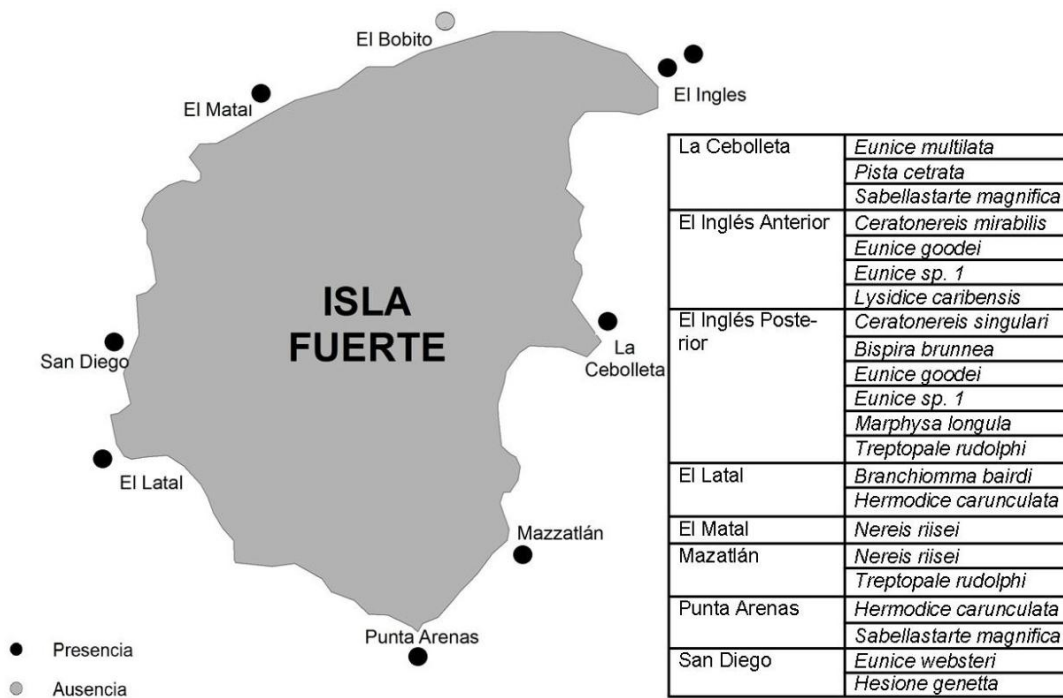 El Bobito
El Matal
El Ingles
ISLA
FUERTE
San Diego
La
Cebolleta
El Latal
Mazzatlán
Punta Arenas
Presencia
Ausencia
La Cebolleta Eunice multilata
Pista cetrata
Sabellastarte magnifica
El Inglés Anterior Ceratonereis mirabilis
Eunice goodei
Eunice sp. 1
Lysidice caribensis
El Inglés Poste- Ceratonereis singulari
rior
Bispira brunnea
Eunice goodei
Eunice sp. 1
Marphysa longula
Treptopale rudolphi
El Latal Branchiomma bairdi
Hermodice carunculata
El Matal Nereis riisei
Mazatlán Nereis riisei
Treptopale rudolphi
Punta Arenas Hermodice carunculata
Sabellastarte magnifica
San Diego Eunice websteri
Hesione genetta